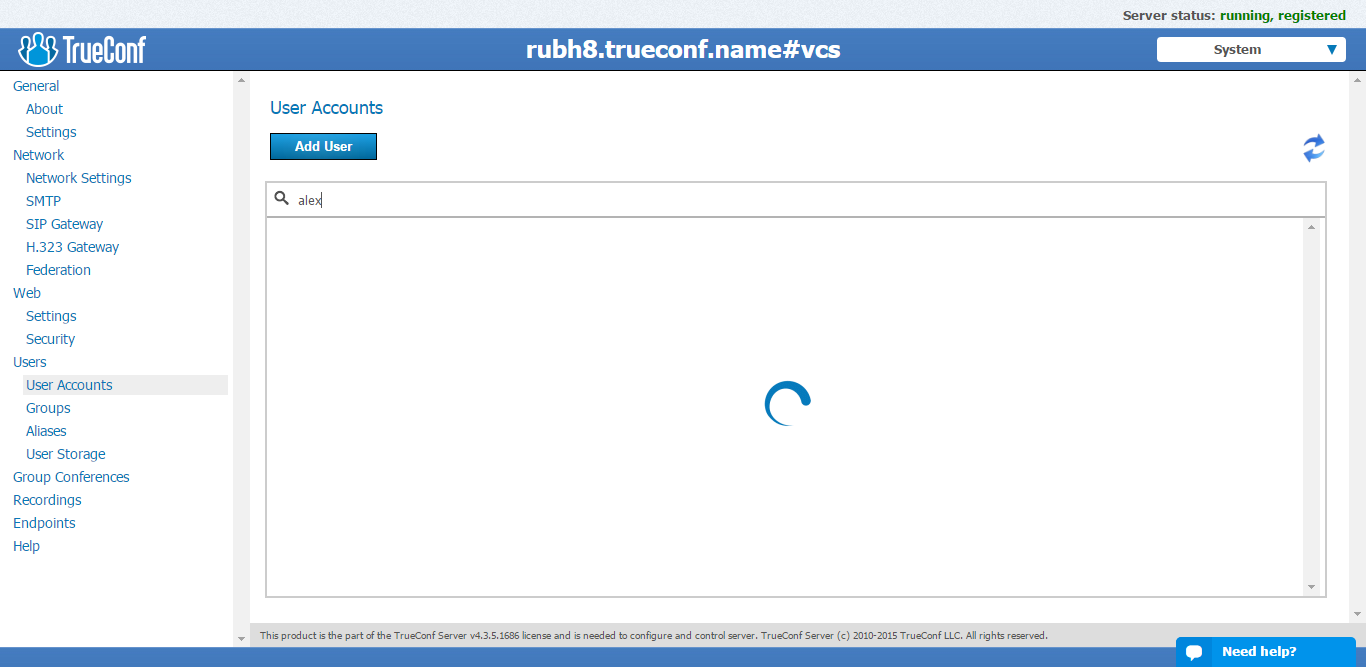 Server status: running, registered
TrueConf
rubh8.trueconf.name#vcs
System
General
About
Settings
Network
Network Settings
SMTP
SIP Gateway
H.323 Gateway
Federation
Web
Settings
Security
Users
User Accounts
Groups
Aliases
User Storage
Group Conferences
Recordings
Endpoints
Help
User Accounts
Add User
alex
This product is the part of the TrueConf Server v4.3.5.1686 license and is needed to configure and control server. TrueConf Server (c) 2010-2015 TrueConf LLC. All rights reserved.
Need help?